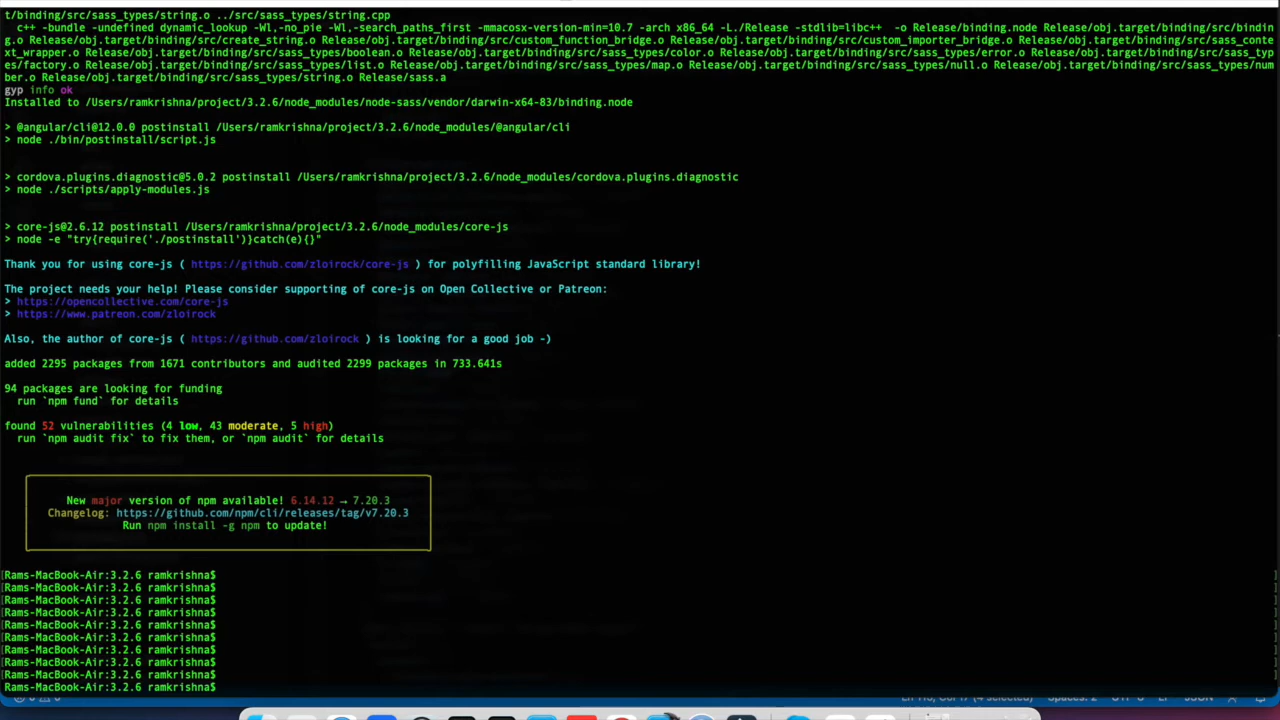 t/binding/src/sass_types/string.o ../src/sass_types/string.cpp
c++ -bundle -undefined dynamic_lookup -Wl,-no_pie -Wl,-search_paths_first -mmacosx-version-min=10.7 -arch x86_64 -L./Release -stdlib=libc++ -o Release/binding.node Release/obj.target/binding/src/bindin
g.o Release/obj.target/binding/src/create_string.o Release/obj.target/binding/src/custom_function_bridge.o Release/obj.target/binding/src/custom_importer_bridge.o Release/obj.target/binding/src/sass_conte
xt_wrapper.o Release/obj.target/binding/src/sass_types/boolean.o Release/obj.target/binding/src/sass_types/color.o Release/obj.target/binding/src/sass_types/error.o Release/obj.target/binding/src/sass_typ
es/factory.o Release/obj.target/binding/src/sass_types/list.o Release/obj.target/binding/src/sass_types/map.o Release/obj.target/binding/src/sass_types/null.o Release/obj.target/binding/src/sass_types/num
ber.o Release/obj.target/binding/src/sass_types/string.o Release/sass.a
gyp info ok
Installed to /Users/ramkrishna/project/3.2.6/node_modules/node-sass/vendor/darwin-x64-83/binding.node
> @angular/cli@12.0.0 postinstall /Users/ramkrishna/project/3.2.6/node_modules/@angular/cli
> node ./bin/postinstall/script.js
> cordova.plugins.diagnostic@5.0.2 postinstall /Users/ramkrishna/project/3.2.6/node_modules/cordova.plugins.diagnostic
> node ./scripts/apply-modules.js
> core-js@2.6.12 postinstall /Users/ramkrishna/project/3.2.6/node_modules/core-js
> node -e "try{require('./postinstall')}catch(e){}"
Thank you for using core-js ( https://github.com/zloirock/core-js ) for polyfilling JavaScript standard library!
The project needs your help! Please consider supporting of core-js on Open Collective or Patreon:
> https://opencollective.com/core-js
> https://www.patreon.com/zloirock
Also, the author of core-js ( https://github.com/zloirock ) is looking for a good job -)
added 2295 packages from 1671 contributors and audited 2299 packages in 733.641s
94 packages are looking for funding
run `npm fund` for details
found 52 vulnerabilities (4 low, 43 moderate, 5 high)
run `npm audit fix` to fix them, or `npm audit` for details
New major version of npm available! 6.14.12 → 7.20.3
Changelog: https://github.com/npm/cli/releases/tag/v7.20.3
Run npm install -g npm to update!
[Rams-MacBook-Air:3.2.6 ramkrishna$ ]
[Rams-MacBook-Air:3.2.6 ramkrishna$ ]
[Rams-MacBook-Air:3.2.6 ramkrishna$ ]
[Rams-MacBook-Air:3.2.6 ramkrishna$ ]
[Rams-MacBook-Air:3.2.6 ramkrishna$ ]
[Rams-MacBook-Air:3.2.6 ramkrishna$ ]
[Rams-MacBook-Air:3.2.6 ramkrishna$ ]
[Rams-MacBook-Air:3.2.6 ramkrishna$ ]
[Rams-MacBook-Air:3.2.6 ramkrishna$ ]
Rams-MacBook-Air:3.2.6 ramkrishna$